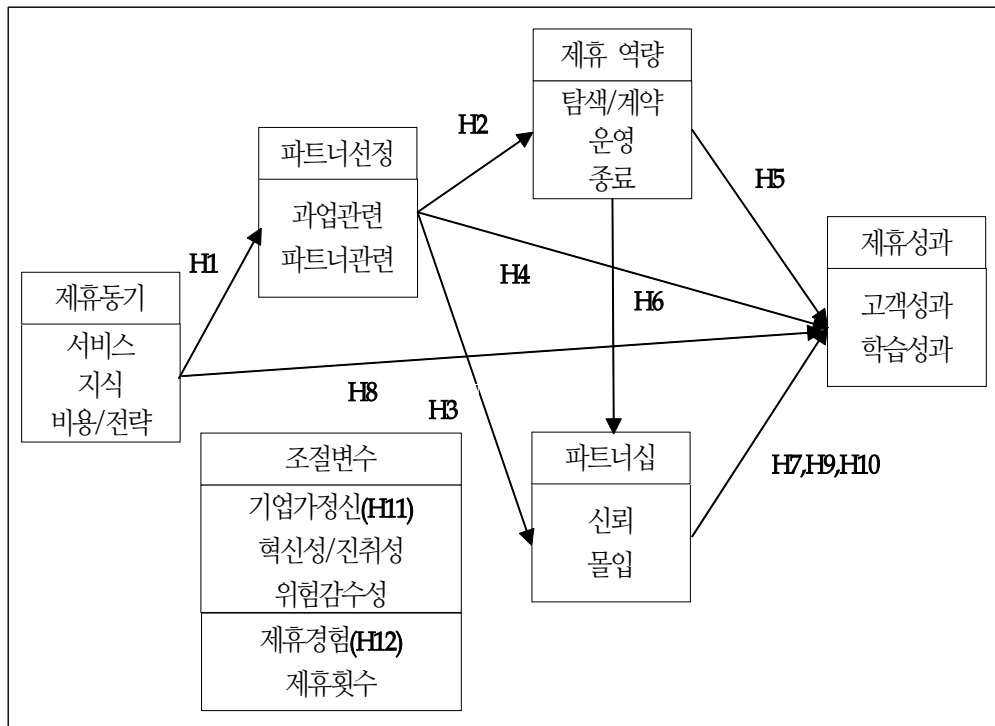 제휴 역량
탐색/계약
운영
종료
H2
파트너선정
과업관련
파트너관련
H5
제휴성과
고객성과
학습성과
H1
H4
H6
제휴동기
서비스
지식
비용/전략
H8
H3
조절변수
기업가정신(H11)
혁신성/진취성
위험감수성
제휴경험(H12)
제휴횟수
파트너십
신뢰
몰입
H7,H9,H10